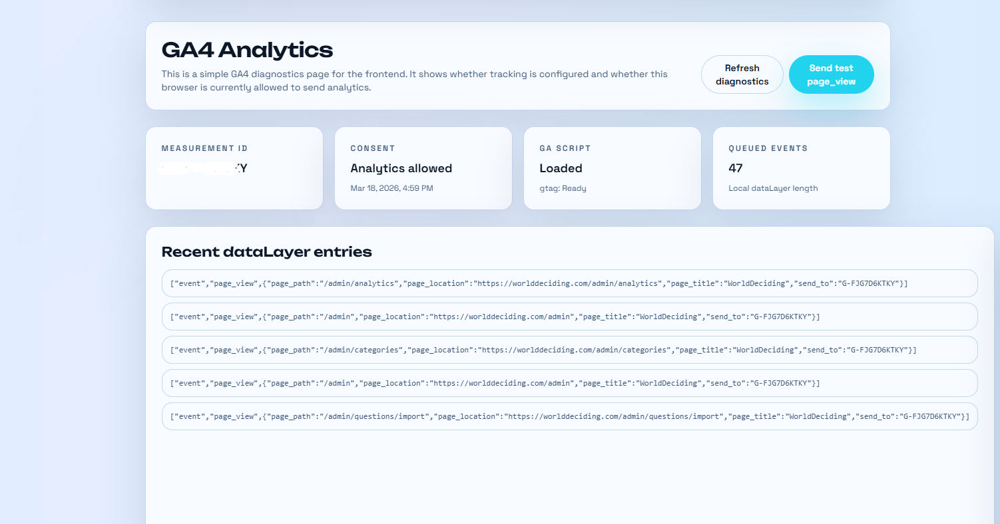 GA4 Analytics
This is a simple GA4 diagnostics page for the frontend. It shows whether tracking is configured and whether this
browser is currently allowed to send analytics.
Refresh
diagnostics
Send test
page_view
MEASUREMENT ID
KY
CONSENT
Analytics allowed
Mar 18, 2026, 4:59 PM
GA SCRIPT
Loaded
gtag: Ready
QUEUED EVENTS
47
Local dataLayer length
Recent dataLayer entries
["event","page_view",{"page_path":"/admin/analytics","page_location":"https://worlddeciding.com/admin/analytics","page_title":"WorldDeciding","send_to":"G-FJG7D6KTKY"}]
["event","page_view",{"page_path":"/admin","page_location":"https://worlddeciding.com/admin","page_title":"WorldDeciding","send_to":"G-FJG7D6KTKY"}]
["event","page_view",{"page_path":"/admin/categories","page_location":"https://worlddeciding.com/admin/categories","page_title":"WorldDeciding","send_to":"G-FJG7D6KTKY"}]
["event","page_view",{"page_path":"/admin","page_location":"https://worlddeciding.com/admin","page_title":"WorldDeciding","send_to":"G-FJG7D6KTKY"}]
["event","page_view",{"page_path":"/admin/questions/import","page_location":"https://worlddeciding.com/admin/questions/import","page_title":"WorldDeciding","send_to":"G-FJG7D6KTKY"}]